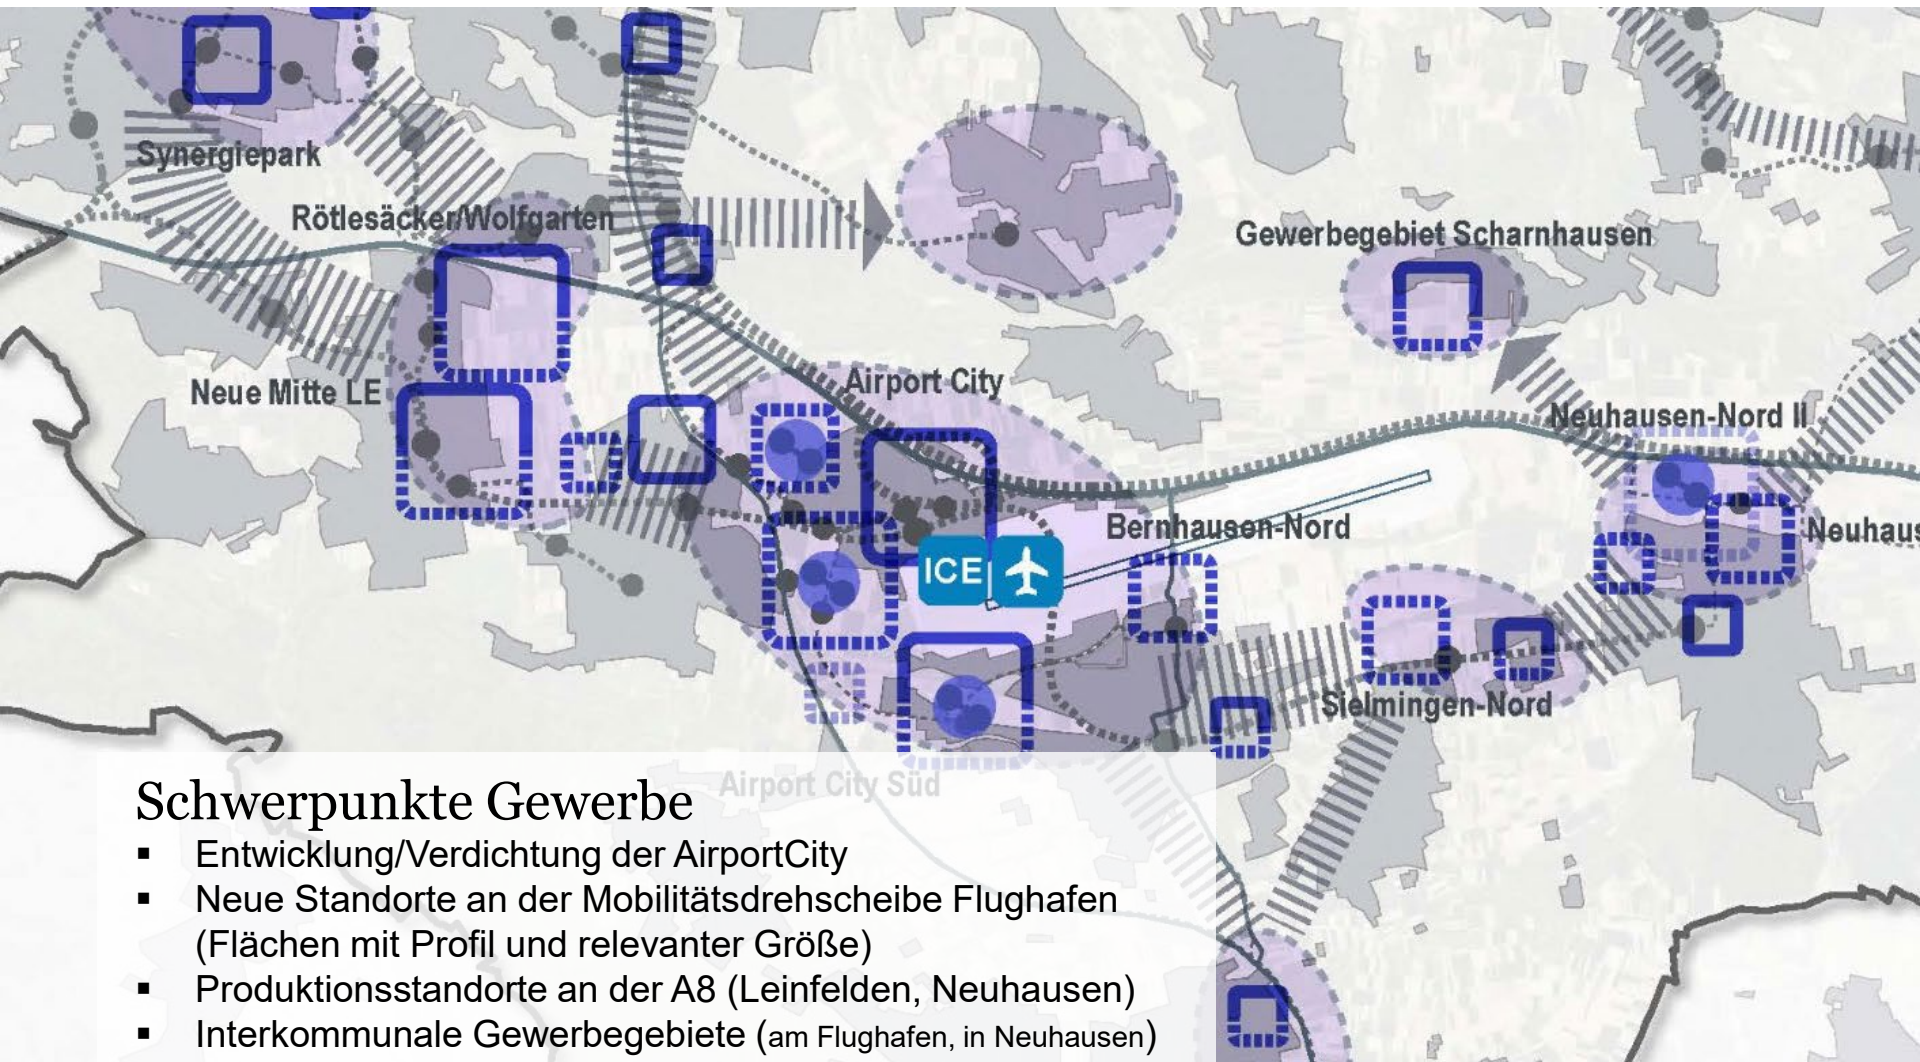 Synergiepark
Rötlesäcker/Wolfgarten
Gewerbegebiet Scharnhausen
Neue Mitte LE
Airport City
Neuhausen-Nord II
Bernhausen-Nord
Neuhaus
ICE
Sielmingen-Nord
Airport City Süd
Schwerpunkte Gewerbe
▪ Entwicklung/Verdichtung der AirportCity
▪ Neue Standorte an der Mobilitätsdrehscheibe Flughafen
(Flächen mit Profil und relevanter Größe)
▪ Produktionsstandorte an der A8 (Leinfelden, Neuhausen)
▪ Interkommunale Gewerbegebiete (am Flughafen, in Neuhausen)